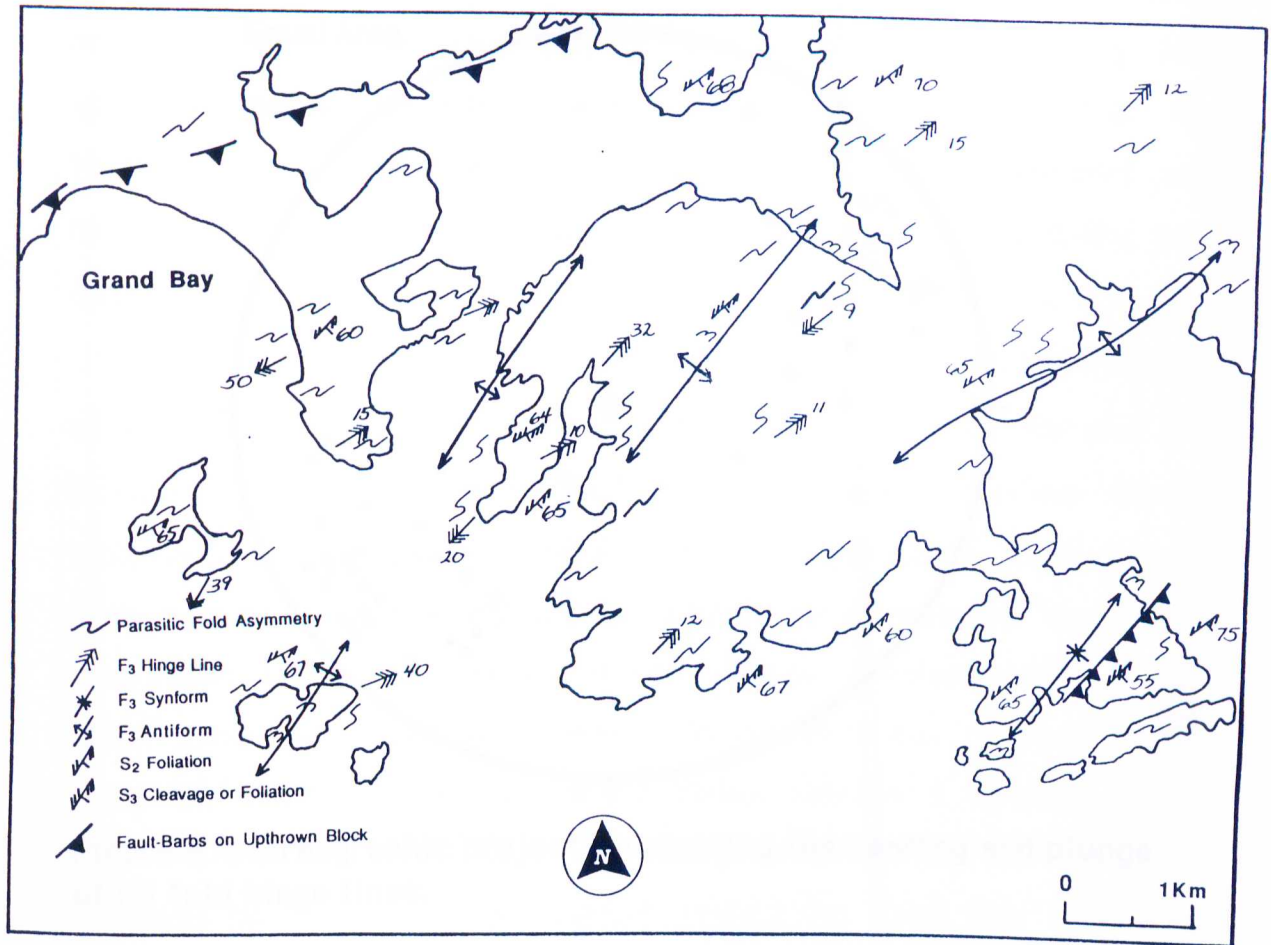 68
70
12
15
Grand Bay
60
32
9
50
65
15
64
10
11
65
65
20
39
Parasitic Fold Asymmetry
F₃ Hinge Line
12
60
75
67
40
F₃ Synform
67
65
55
F₃ Antiform
S₂ Foliation
S₃ Cleavage or Foliation
Fault-Barbs on Upthrown Block
N
0 1Km